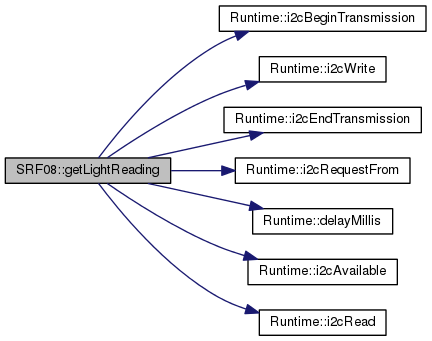 Runtime::i2cBeginTransmission
Runtime::i2cWrite
Runtime::i2cEndTransmission
SRF08::getLightReading
Runtime::i2cRequestFrom
Runtime::delayMillis
Runtime::i2cAvailable
Runtime::i2cRead